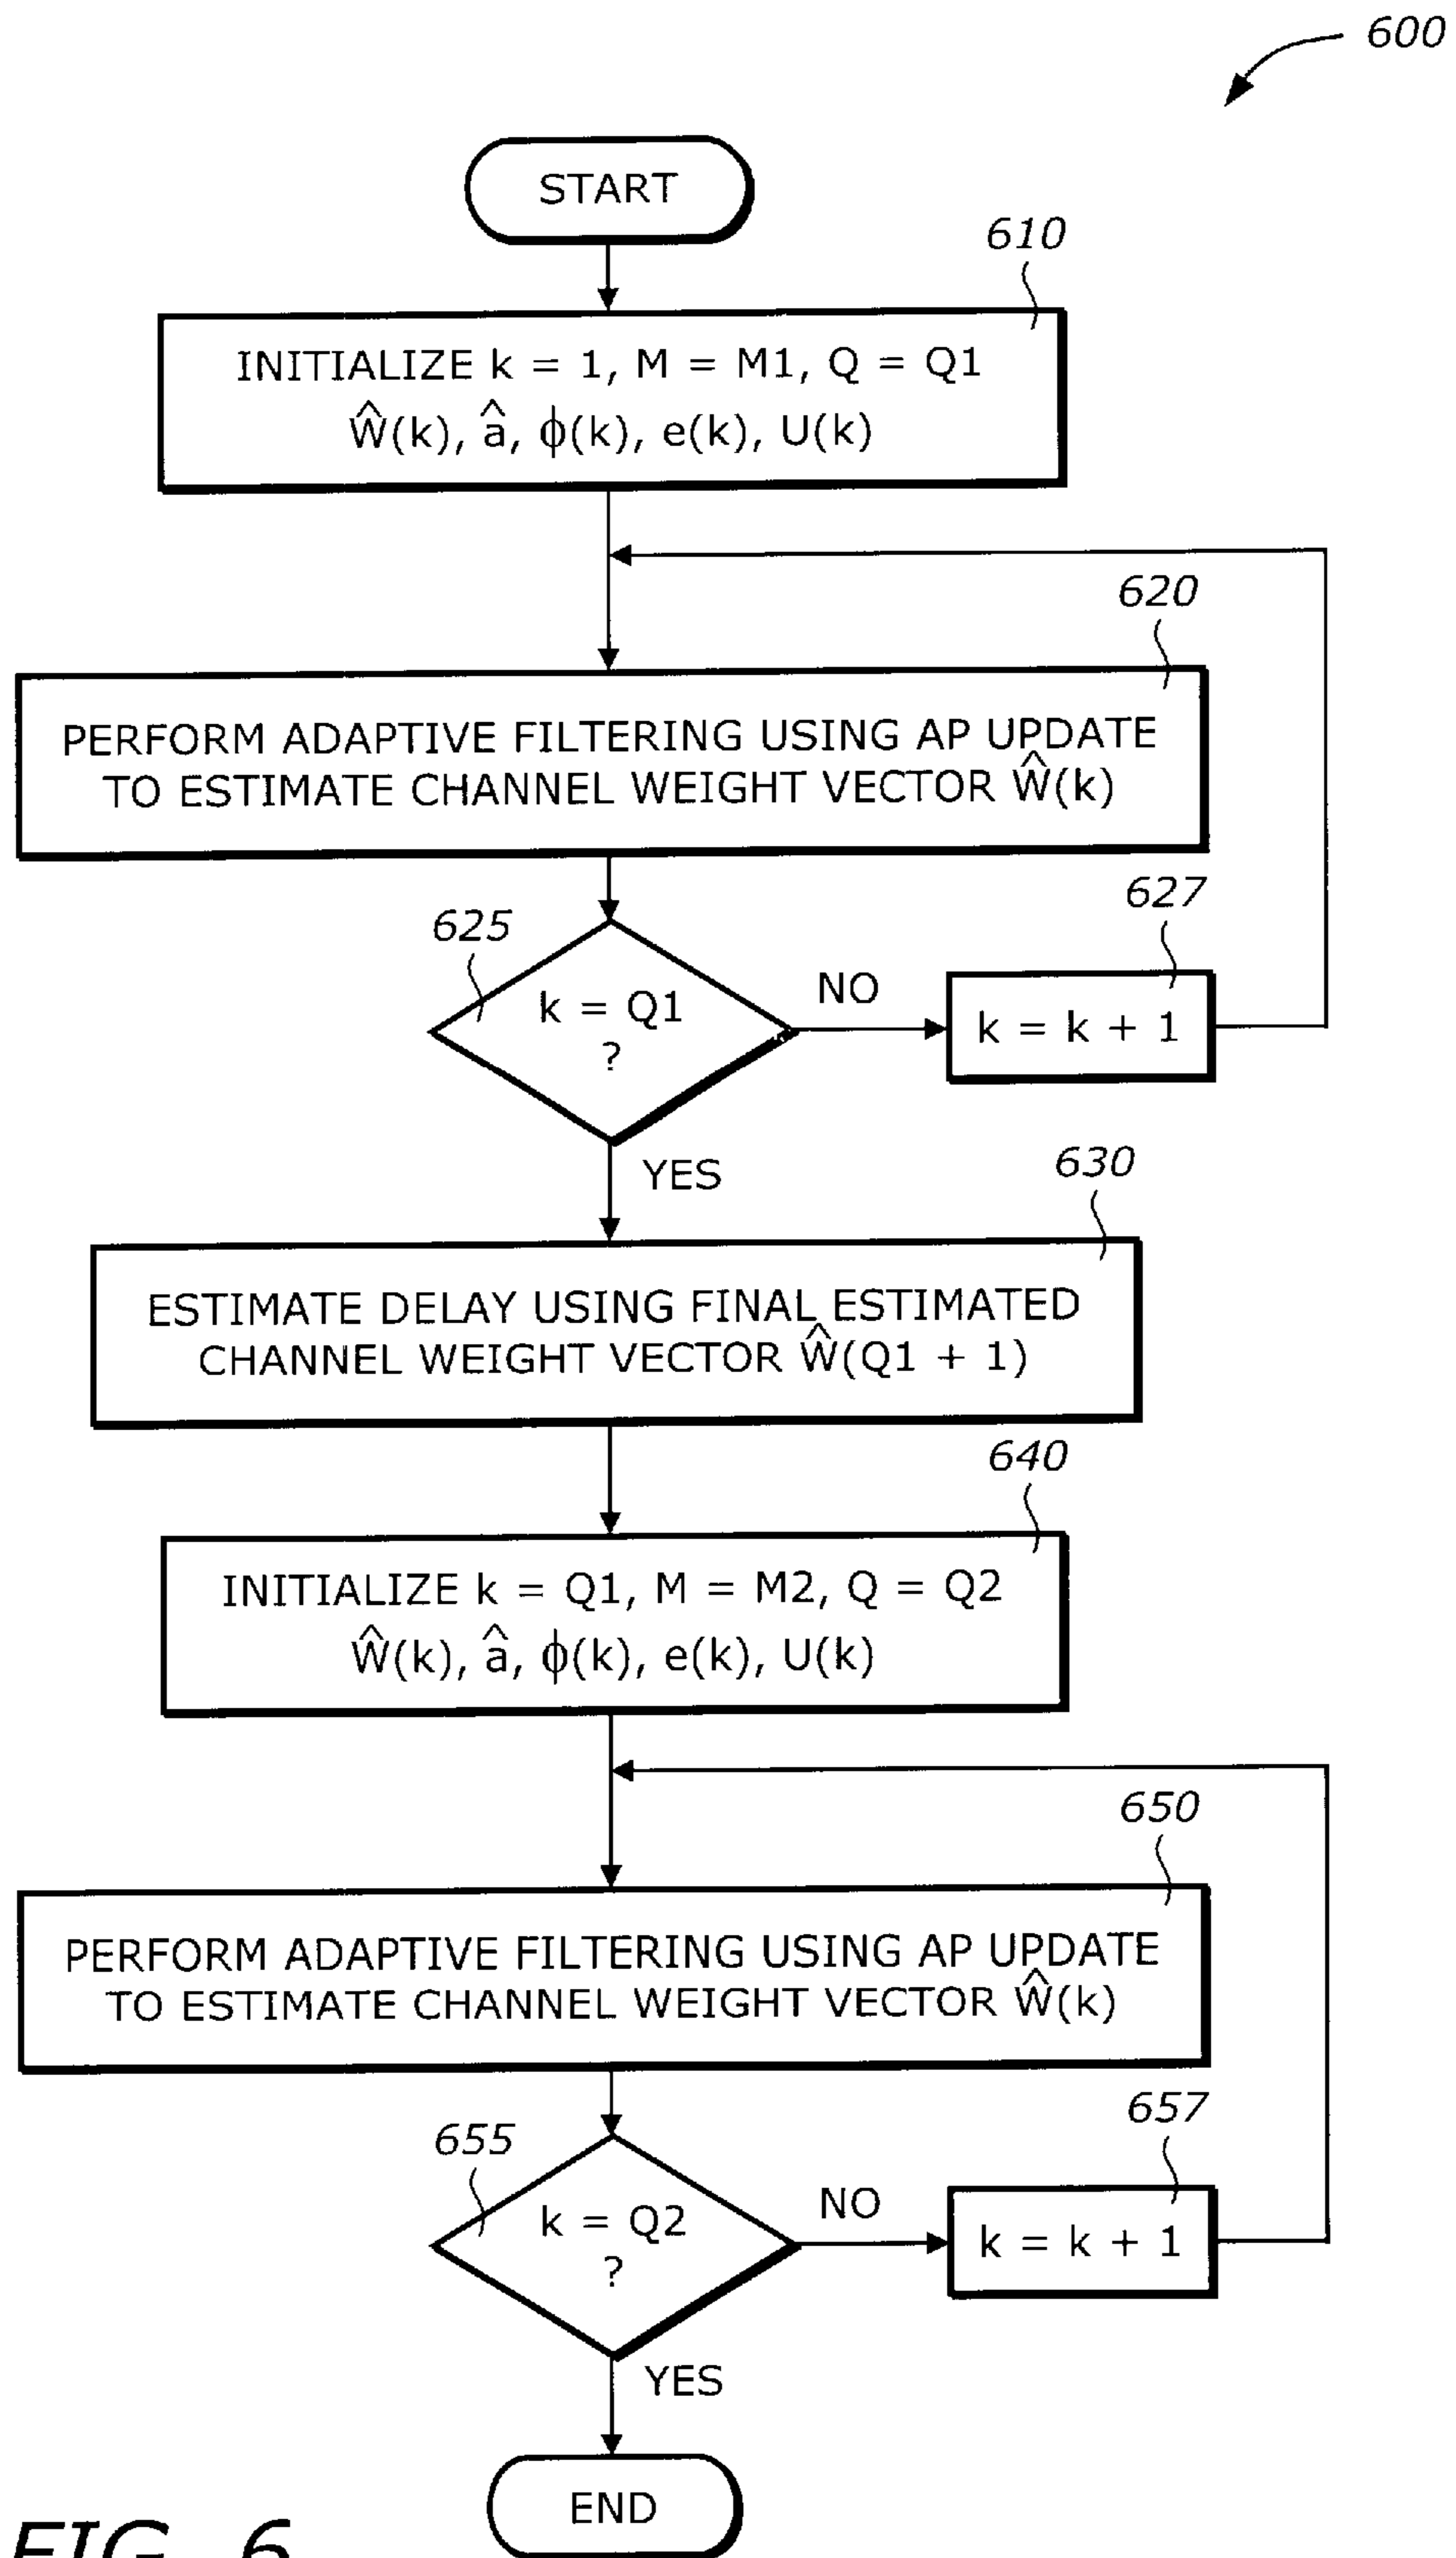 600
START
610
INITIALIZE k = 1, M = M1, Q = Q1
Ŵ(k), â, ϕ(k), e(k), U(k)
620
PERFORM ADAPTIVE FILTERING USING AP UPDATE
TO ESTIMATE CHANNEL WEIGHT VECTOR Ŵ(k)
625
k = Q1
?
NO
627
k = k + 1
YES
630
ESTIMATE DELAY USING FINAL ESTIMATED
CHANNEL WEIGHT VECTOR Ŵ(Q1 + 1)
640
INITIALIZE k = Q1, M = M2, Q = Q2
Ŵ(k), â, ϕ(k), e(k), U(k)
650
PERFORM ADAPTIVE FILTERING USING AP UPDATE
TO ESTIMATE CHANNEL WEIGHT VECTOR Ŵ(k)
655
k = Q2
?
NO
657
k = k + 1
YES
END
FIG. 6